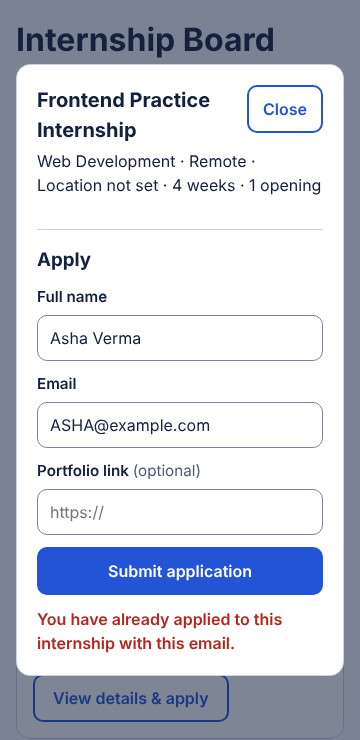 Internship Board
Frontend Practice
Internship
Close
Web Development · Remote ·
Location not set · 4 weeks · 1 opening
Apply
Full name
Asha Verma
Email
ASHA@example.com
Portfolio link (optional)
https://
Submit application
You have already applied to this
internship with this email.
View details & apply